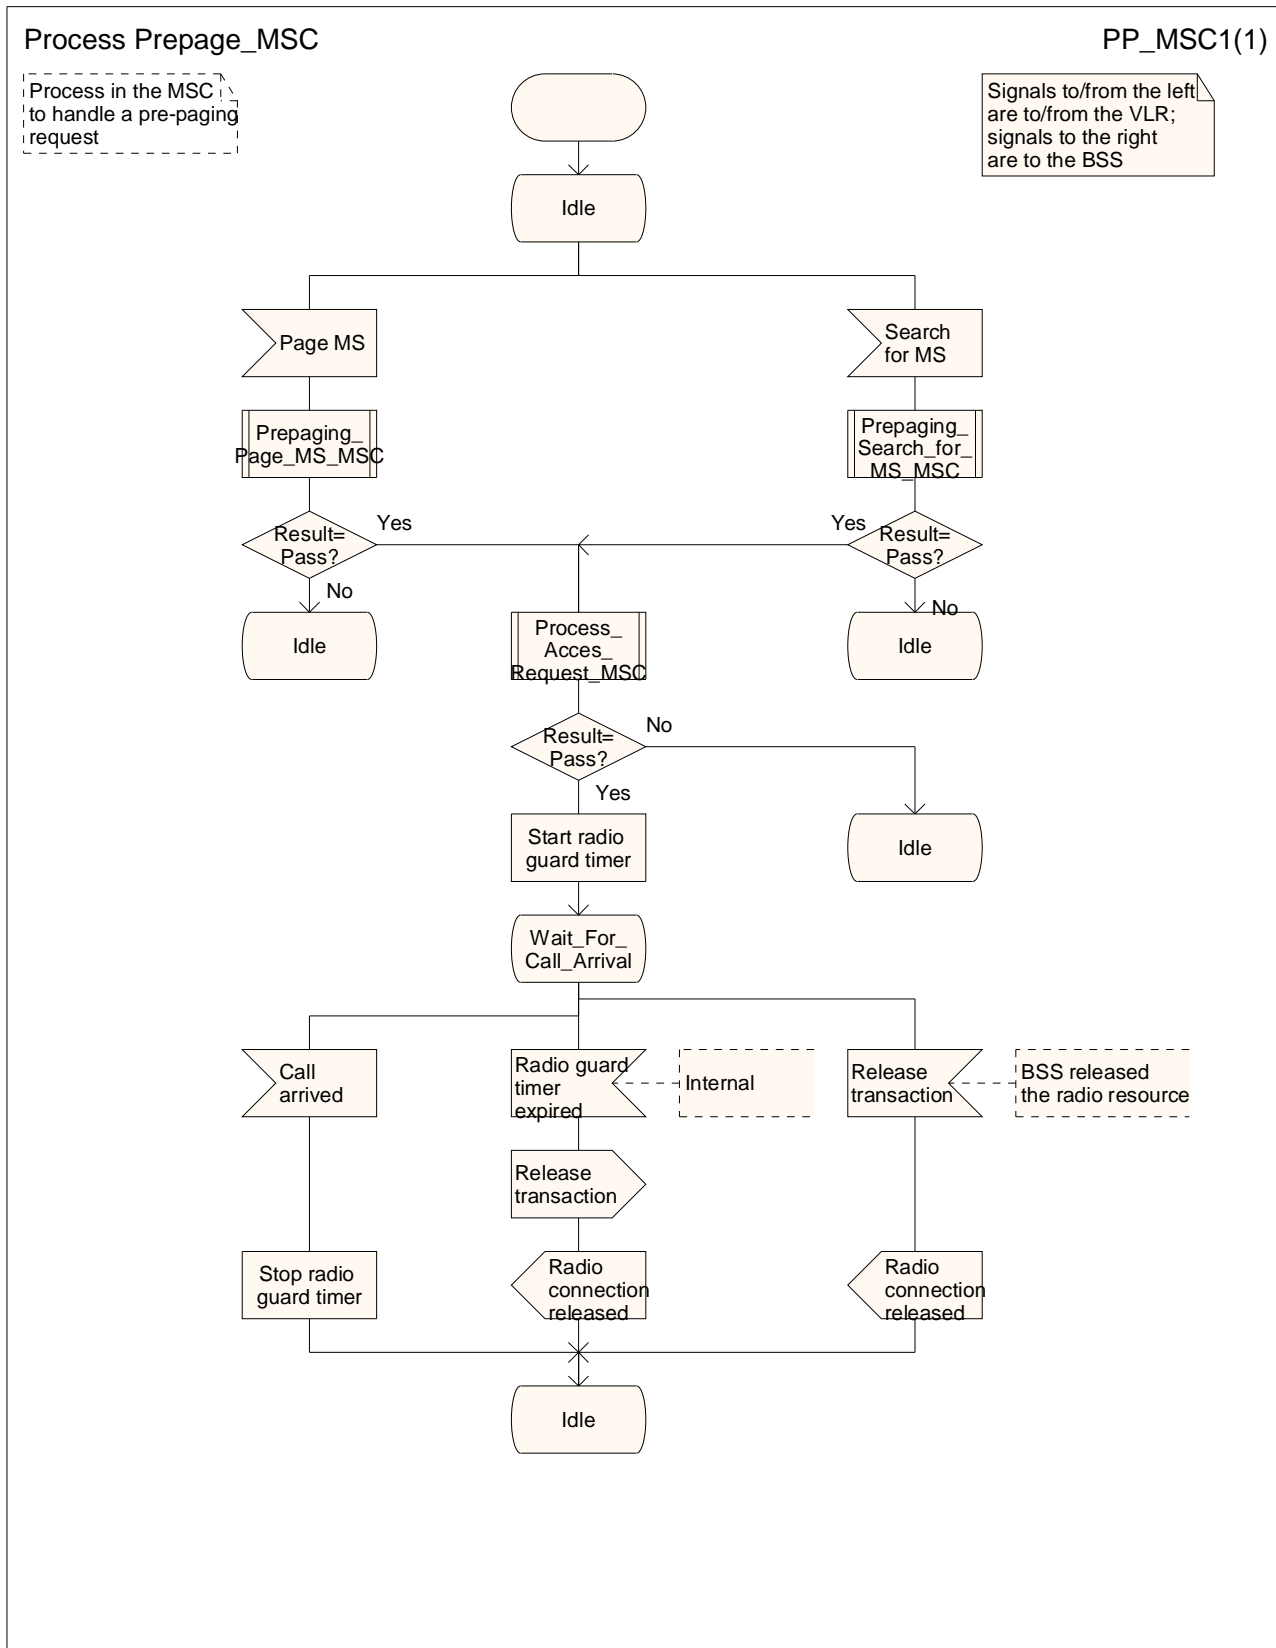 Process Prepage_MSC
PP_MSC1(1)
Process in the MSC
to handle a pre-paging
request
Signals to/from the left
are to/from the VLR;
signals to the right
are to the BSS
Idle
Page MS
Search
for MS
Prepaging_
Page_MS_MSC
Prepaging_
Search_for_
MS_MSC
Result=
Pass?
Yes
No
Yes
Result=
Pass?
No
Idle
Process_
Acces_
Request_MSC
Idle
Result=
Pass?
No
Yes
Start radio
guard timer
Idle
Wait_For_
Call_Arrival
Call
arrived
Radio guard
timer
expired
Internal
Release
transaction
BSS released
the radio resource
Release
transaction
Stop radio
guard timer
Radio
connection
released
Radio
connection
released
Idle